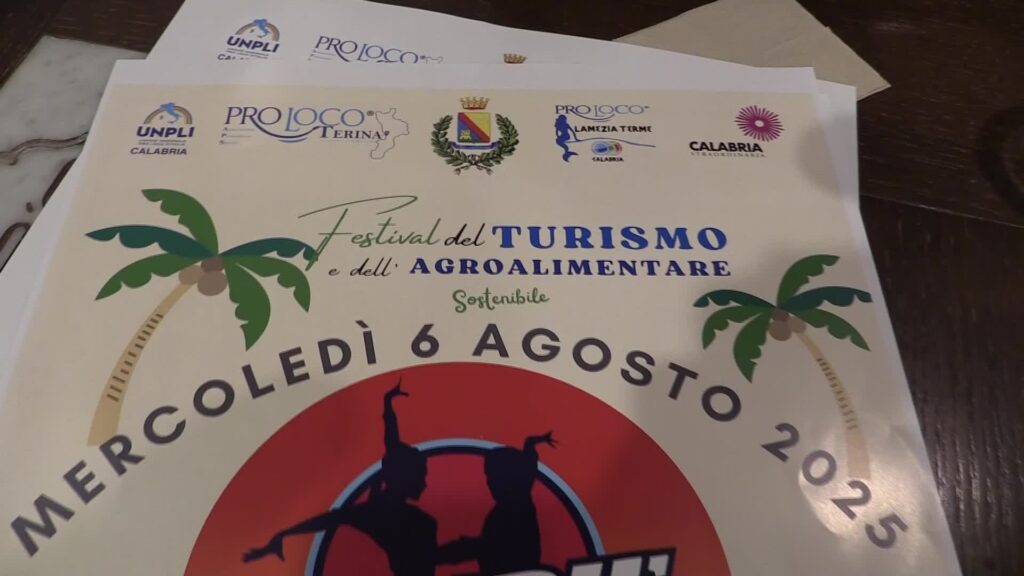 UNPLI
CALABRIA
PRO LOCO
UNPLI
CALABRIA
PRO LOCO®
TERINA
PRO LOCO®
LAMEZIA TERME
CALABRIA
CALABRIA
STRAORDINARIA
Festival del TURISMO
e dell' AGROALIMENTARE
Sostenibile
MERCOLEDÌ 6 AGOSTO 2025